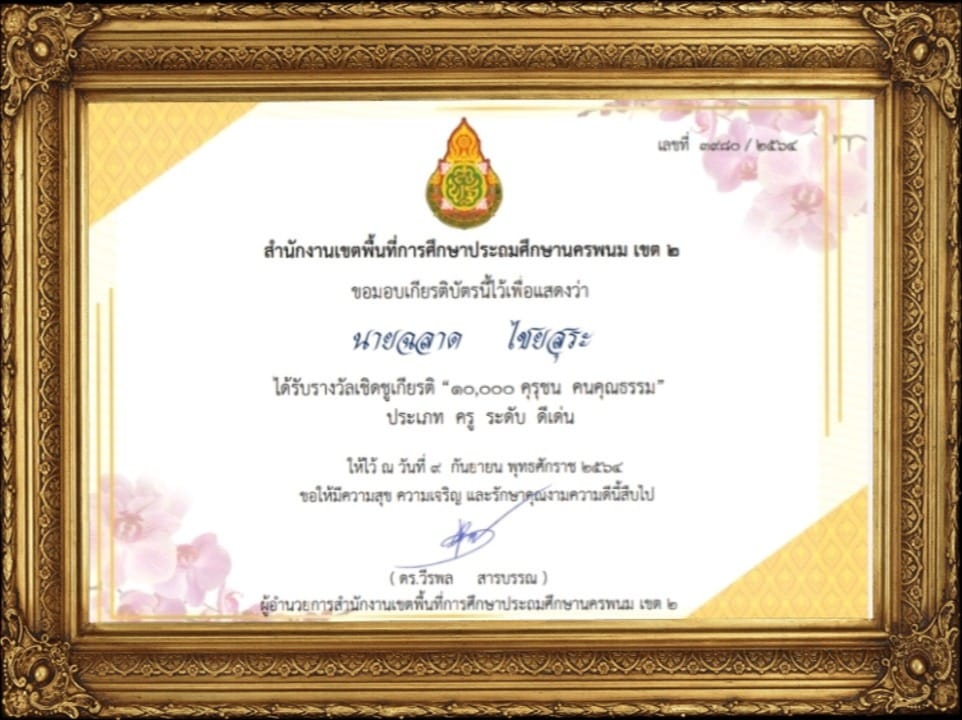 เลขที่ ๓๙๘๐ / ๒๕๖๔
สำนักงานเขตพื้นที่การศึกษาประถมศึกษานครพนม เขต ๒
ขอมอบเกียรติบัตรนี้ไว้เพื่อแสดงว่า
นายฉลาด ไชยสุระ
ได้รับรางวัลเชิดชูเกียรติ “๑๐,๐๐๐ คุรุชน คนคุณธรรม”
ประเภท ครู ระดับ ดีเด่น
ให้ไว้ ณ วันที่ ๙ กันยายน พุทธศักราช ๒๕๖๔
ขอให้มีความสุข ความเจริญ และรักษาคุณงามความดีนี้สืบไป
( ดร.วีรพล สารบรรณ )
ผู้อำนวยการสำนักงานเขตพื้นที่การศึกษาประถมศึกษานครพนม เขต ๒